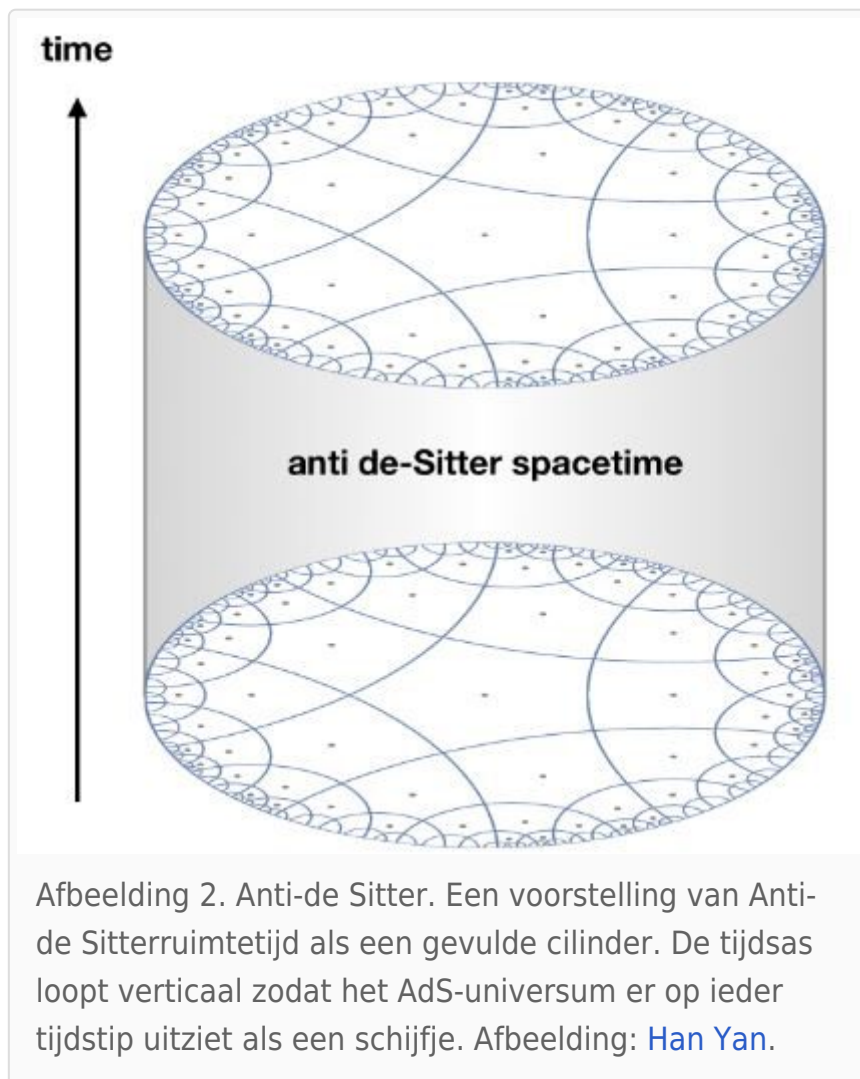 time
anti de-Sitter spacetime
Afbeelding 2. Anti-de Sitter. Een voorstelling van Anti-
de Sitterruimtetijd als een gevulde cilinder. De tijdsas
loopt verticaal zodat het AdS-universum er op ieder
tijdstip uitziet als een schijfje. Afbeelding: Han Yan.